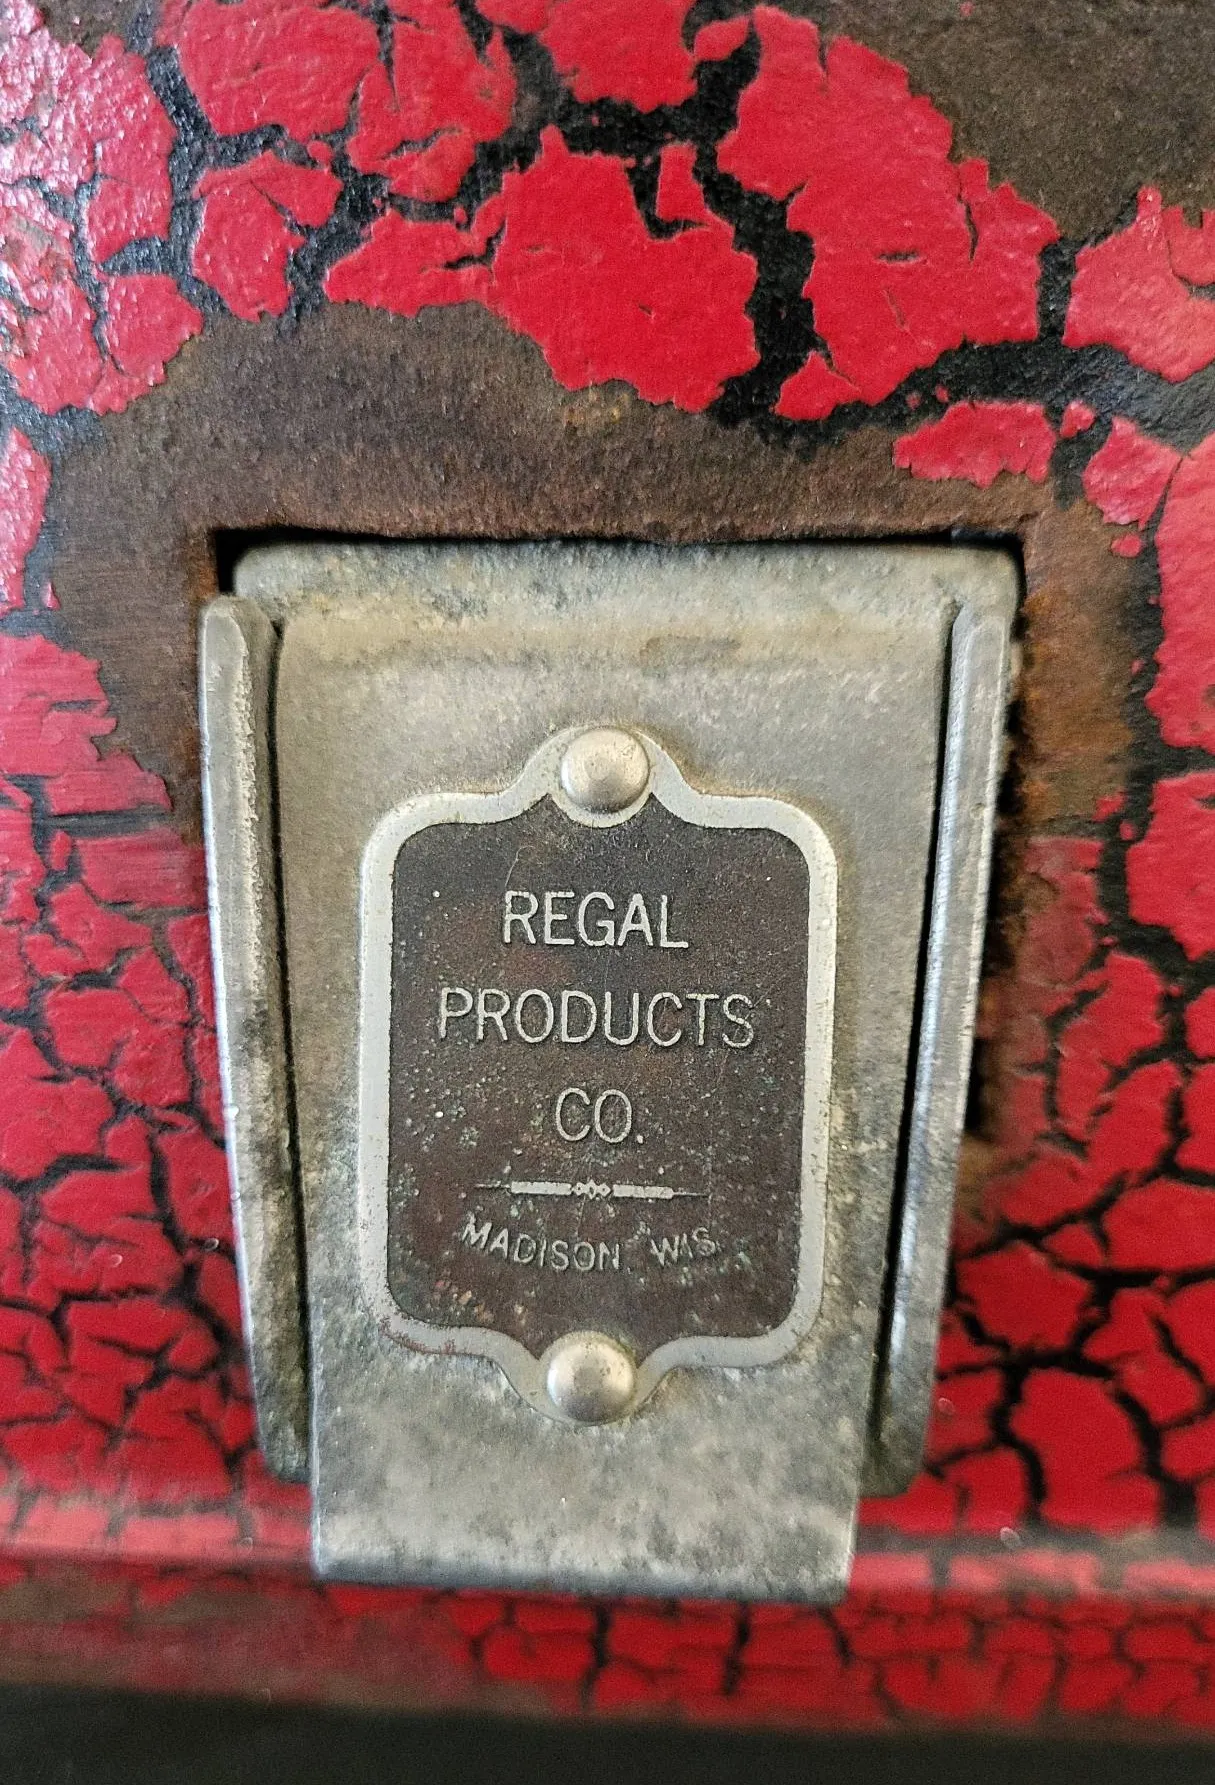 REGAL
PRODUCTS
CO.
MADISON, WIS.